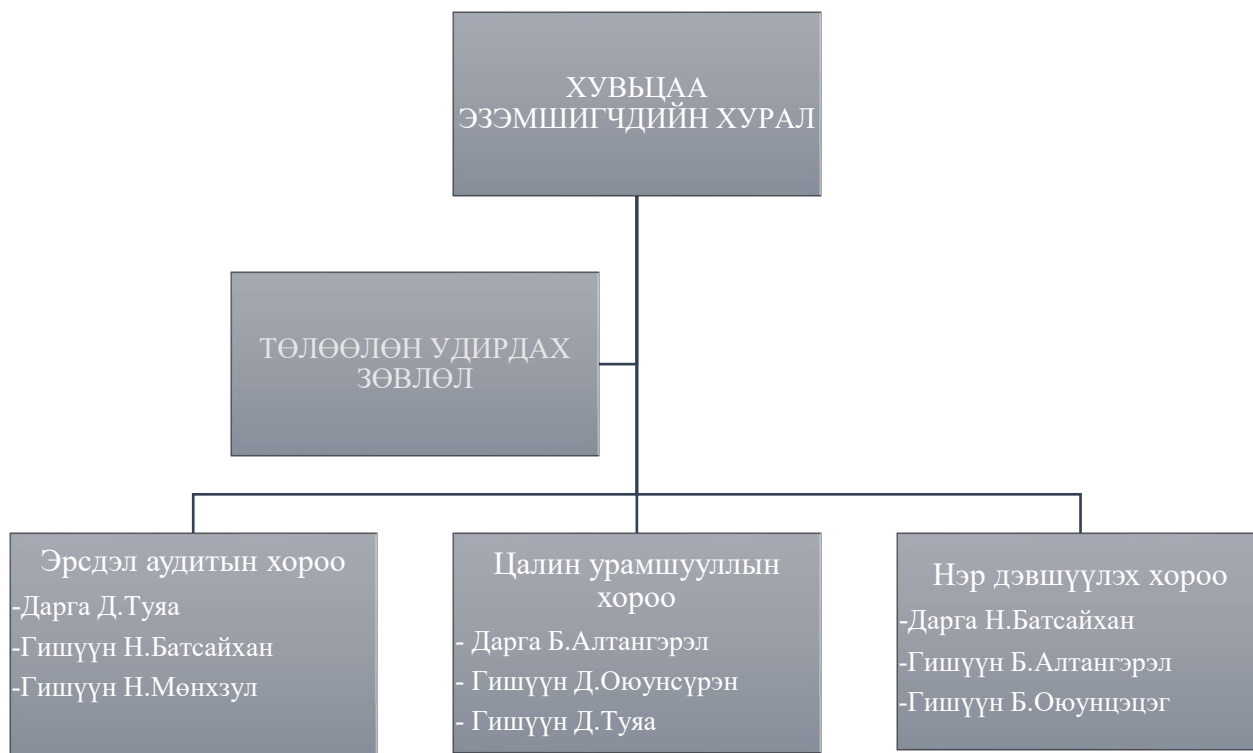 ХУВЬЦАА
ЭЗЭМШИГЧДИЙН ХУРАЛ
ТӨЛӨӨЛӨН УДИРДАХ
ЗӨВЛӨЛ
Эрсдэл аудитын хороо
-Дарга Д.Туяа
-Гишүүн Н.Батсайхан
-Гишүүн Н.Мөнхзул
Цалин урамшууллын
хороо
- Дарга Б.Алтангэрэл
- Гишүүн Д.Оюунсүрэн
- Гишүүн Д.Туяа
Нэр дэвшүүлэх хороо
-Дарга Н.Батсайхан
-Гишүүн Б.Алтангэрэл
-Гишүүн Б.Оюунцэцэг